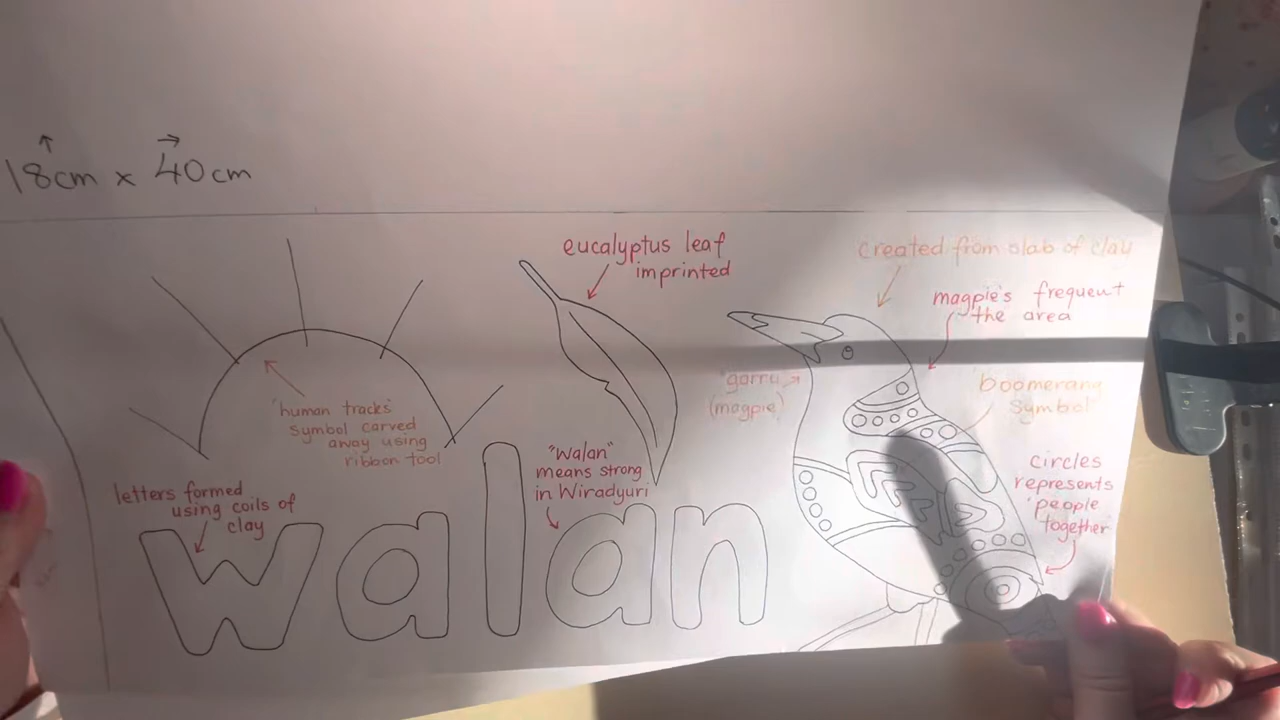 18cm x 40cm
eucalyptus leaf
imprinted
created from slab of clay
magpie's frequent
the area
"garru"
(magpie)
'boomerang
symbol'
'human tracks'
symbol carved
away using
ribbon tool
"Walan"
means strong
in Wiradyuri
circles
represents
'people
together'
letters formed
using coils of
clay
walan